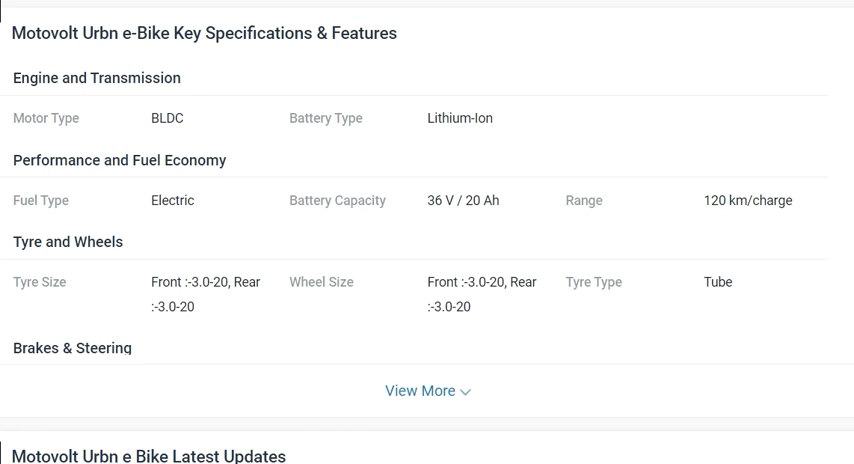 Motovolt Urbn e-Bike Key Specifications & Features
Engine and Transmission
Motor Type BLDC Battery Type Lithium-Ion
Performance and Fuel Economy
Fuel Type Electric Battery Capacity 36 V / 20 Ah Range 120 km/charge
Tyre and Wheels
Tyre Size Front :-3.0-20, Rear Wheel Size Front :-3.0-20, Rear Tyre Type Tube
:-3.0-20 :-3.0-20
Brakes & Steering
View More
Motovolt Urbn e Bike Latest Updates